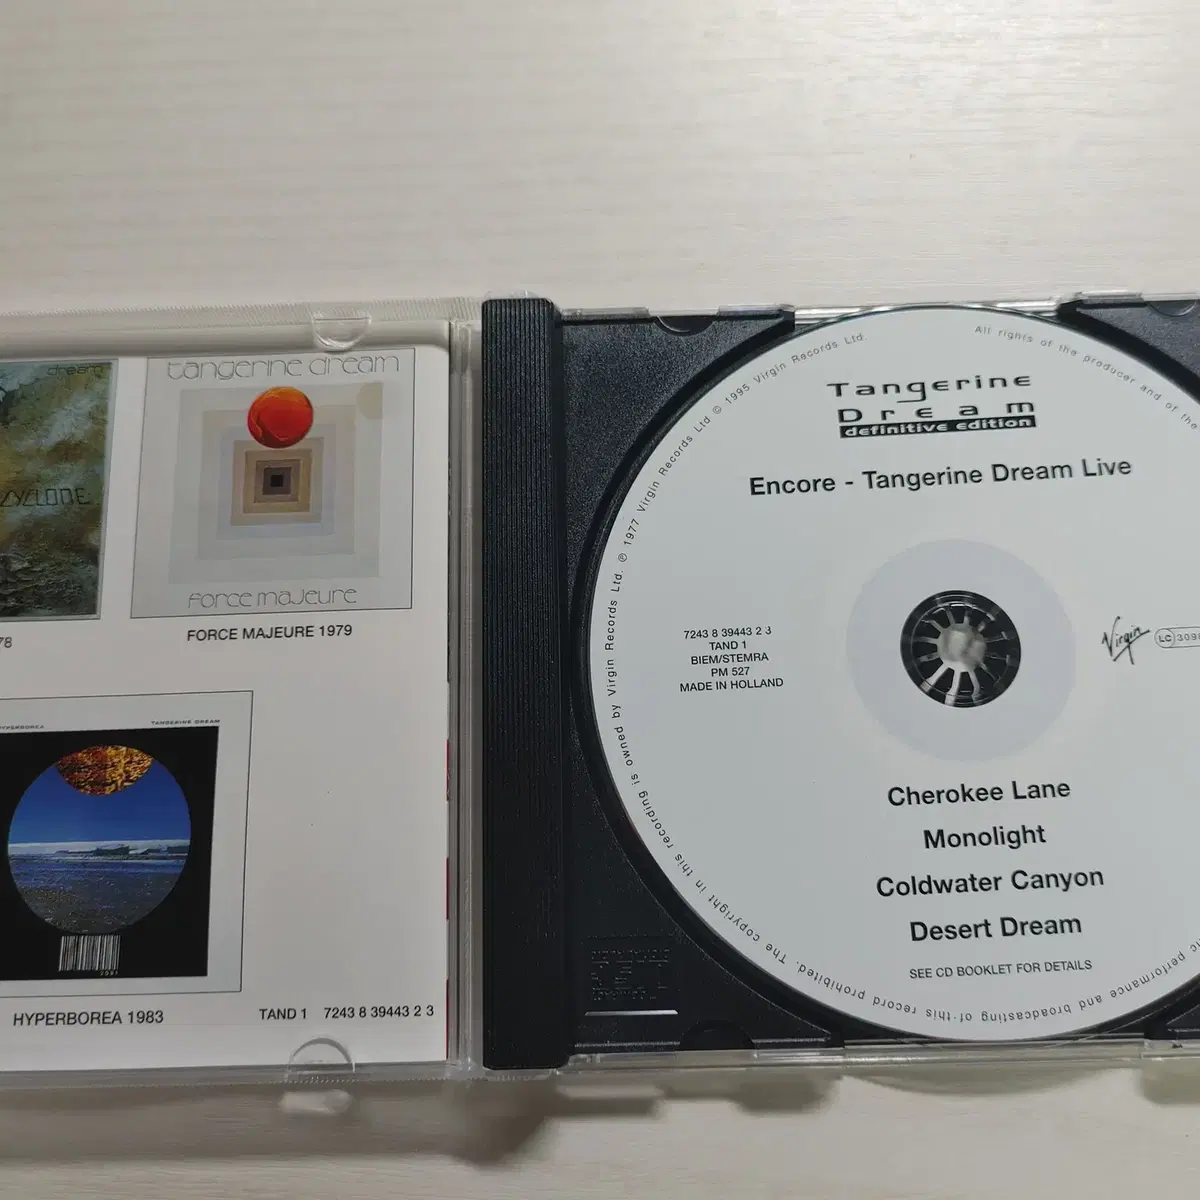 dream
CYCLONE
78
tangerine dream
force majeure
FORCE MAJEURE 1979
HYPERBOREA
TANGERINE DREAM
3091
HYPERBOREA 1983
TAND 1 7243 8 39443 2 3
Tangerine
Dream
definitive edition
Encore - Tangerine Dream Live
7243 8 39443 2 3
TAND 1
BIEM/STEMRA
PM 527
MADE IN HOLLAND
Virgin
LC 309
Cherokee Lane
Monolight
Coldwater Canyon
Desert Dream
SEE CD BOOKLET FOR DETAILS
The copyright in this recording is owned by Virgin Records Ltd. ℗ 1977 Virgin Records Ltd © 1995 Virgin Records Ltd.
All rights of the producer and of the
performance and broadcasting of this record prohibited.